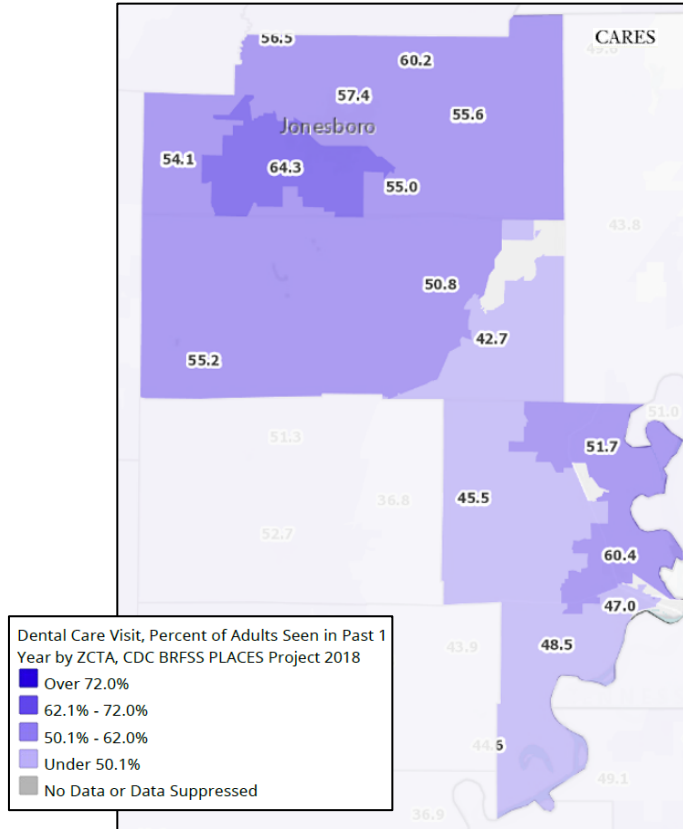 56.5
CARES
49.6
60.2
57.4
55.6
Jonesboro
54.1
64.3
55.0
43.8
50.8
42.7
55.2
51.0
51.3
51.7
36.8
45.5
52.7
60.4
47.0
43.9
48.5
44.6
49.1
36.9
Dental Care Visit, Percent of Adults Seen in Past 1
Year by ZCTA, CDC BRFSS PLACES Project 2018
Over 72.0%
62.1% - 72.0%
50.1% - 62.0%
Under 50.1%
No Data or Data Suppressed